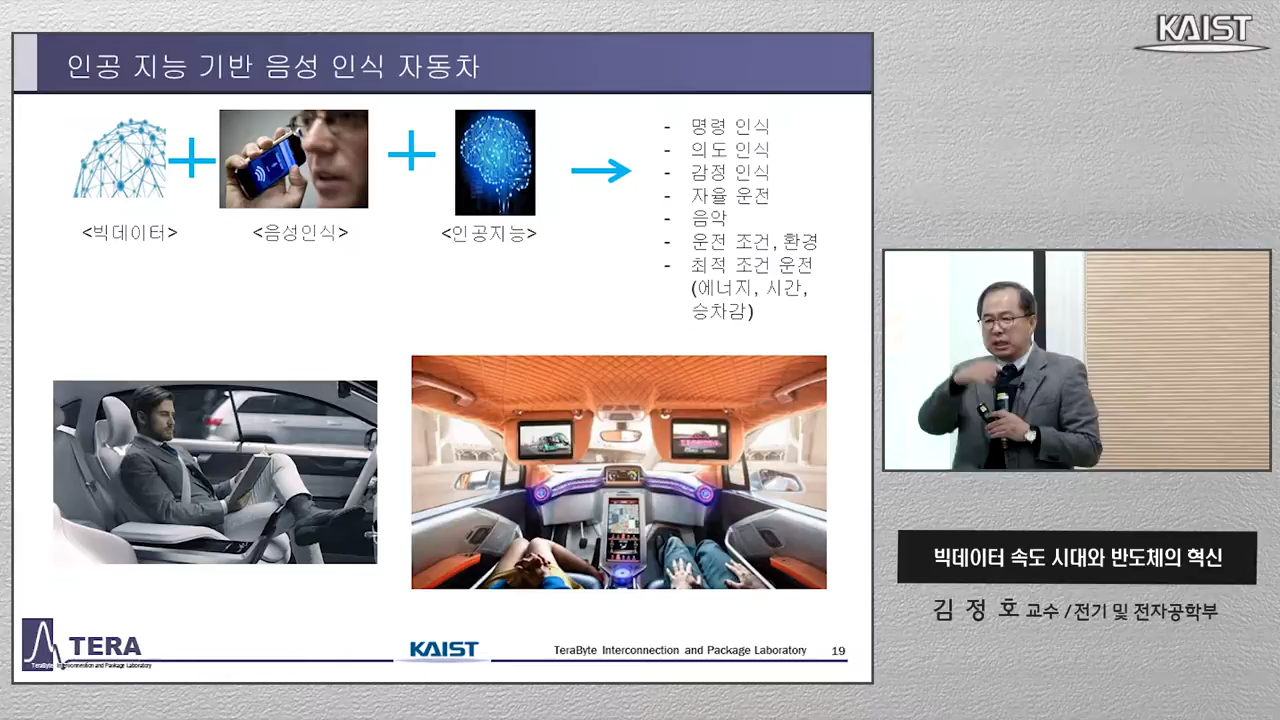 KAIST
인공 지능 기반 음성 인식 자동차
<빅데이터>
<음성인식>
<인공지능>
- 명령 인식
- 의도 인식
- 감정 인식
- 자율 운전
- 음악
- 운전 조건, 환경
- 최적 조건 운전
(에너지, 시간,
승차감)
빅데이터 속도 시대와 반도체의 혁신
김 정 호 교수 / 전기 및 전자공학부
TERA
TeraByte Interconnection and Package Laboratory
KAIST
TeraByte Interconnection and Package Laboratory
19